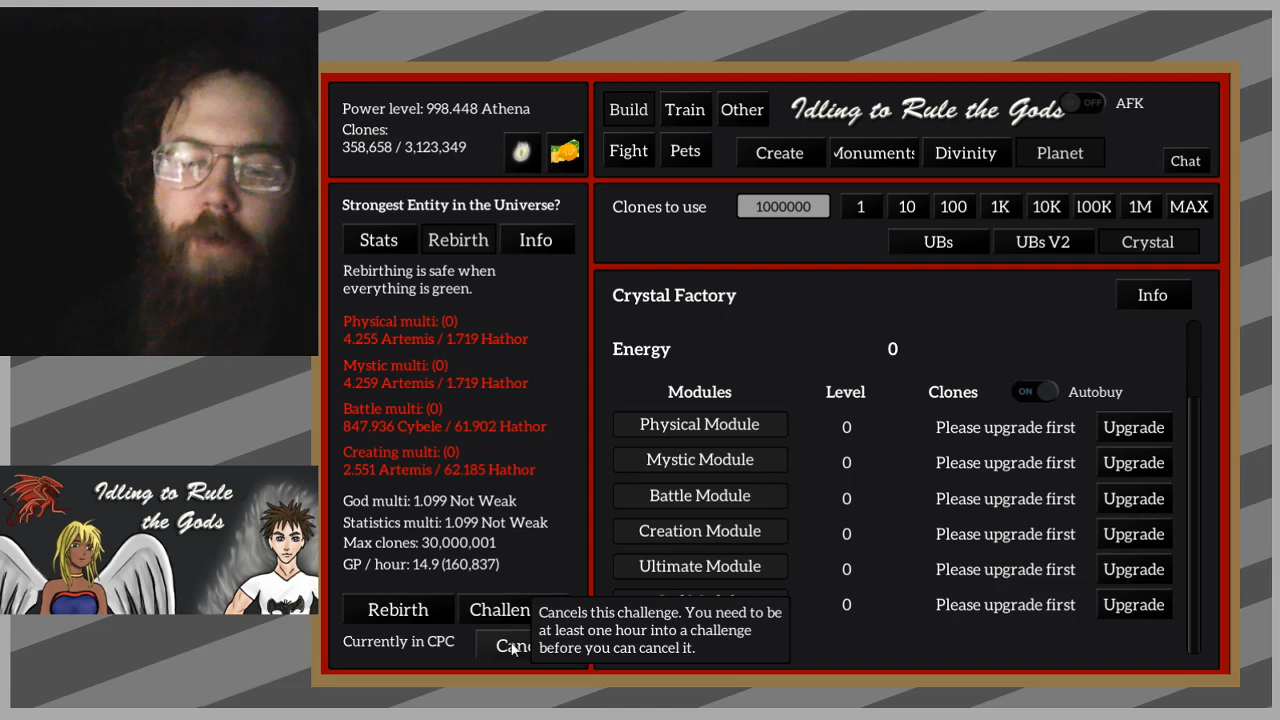 Power level: 998.448 Athena
Clones:
358,658 / 3,123,349
Build
Train
Other
Idling to Rule the Gods
OFF
AFK
Fight
Pets
Create
Monuments
Divinity
Planet
Chat
Strongest Entity in the Universe?
Stats
Rebirth
Info
Rebirthing is safe when
everything is green.
Physical multi: (0)
4.255 Artemis / 1.719 Hathor
Mystic multi: (0)
4.259 Artemis / 1.719 Hathor
Battle multi: (0)
847.936 Cybele / 61.902 Hathor
Creating multi: (0)
2.551 Artemis / 62.185 Hathor
God multi: 1.099 Not Weak
Statistics multi: 1.099 Not Weak
Max clones: 30,000,001
GP / hour: 14.9 (160,837)
Rebirth
Challen
Currently in CPC
Canc
Cancels this challenge. You need to be
at least one hour into a challenge
before you can cancel it.
Clones to use
1000000
1
10
100
1K
10K
100K
1M
MAX
UBs
UBs V2
Crystal
Crystal Factory
Info
Energy
0
Modules
Level
Clones
ON
Autobuy
Physical Module
0
Please upgrade first
Upgrade
Mystic Module
0
Please upgrade first
Upgrade
Battle Module
0
Please upgrade first
Upgrade
Creation Module
0
Please upgrade first
Upgrade
Ultimate Module
0
Please upgrade first
Upgrade
0
Please upgrade first
Upgrade
Idling to Rule
the Gods